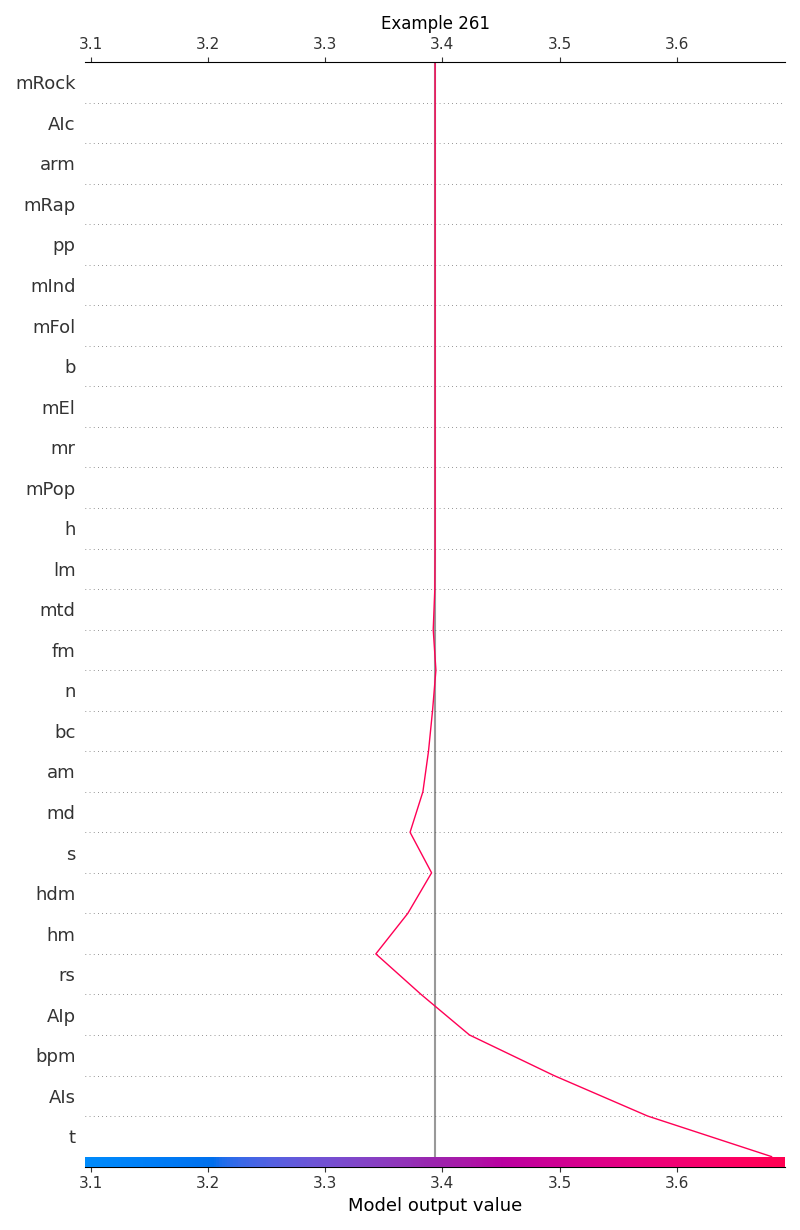 Example 261
3.1 3.2 3.3 3.4 3.5 3.6
mRock
AIc
arm
mRap
pp
mInd
mFol
b
mEl
mr
mPop
h
lm
mtd
fm
n
bc
am
md
s
hdm
hm
rs
AIp
bpm
AIs
t
3.1 3.2 3.3 3.4 3.5 3.6
Model output value